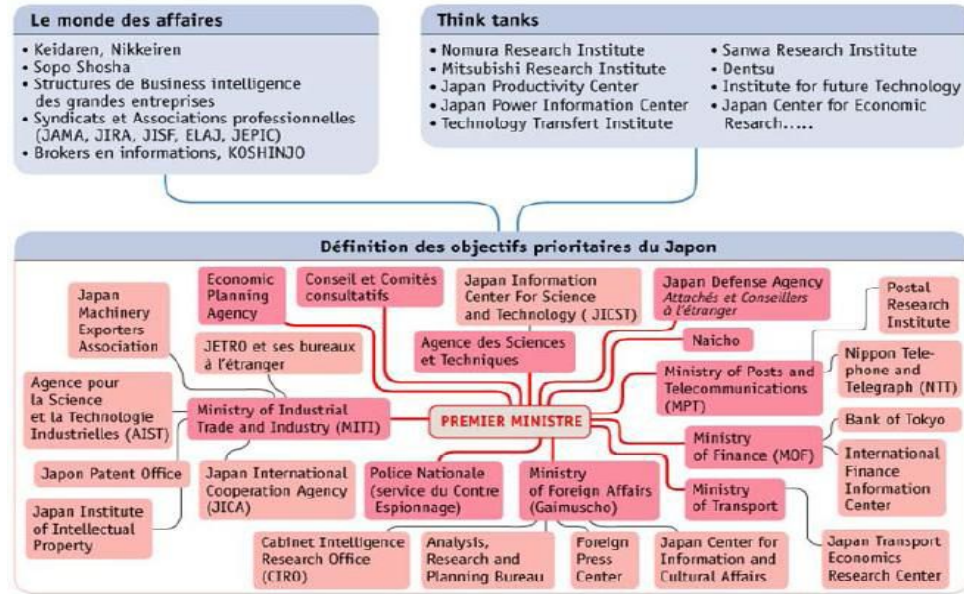 Le monde des affaires
• Keidaren, Nikkeiren
• Sopo Shosha
• Structures de Business intelligence
des grandes entreprises
• Syndicats et Associations professionnelles
(JAMA, JIRA, JISF, ELAJ, JEPIC)
• Brokers en informations, KOSHINJO
Think tanks
• Nomura Research Institute
• Mitsubishi Research Institute
• Japan Productivity Center
• Japan Power Information Center
• Technology Transfert Institute
• Sanwa Research Institute
• Dentsu
• Institute for future Technology
• Japan Center for Economic
Resarch.....
Définition des objectifs prioritaires du Japon
Japan
Machinery
Exporters
Association
Economic
Planning
Agency
Conseil et Comités
consultatifs
Japan Information
Center For Science
and Technology ( JICST)
Japan Defense Agency
Attachés et Conseillers
à l'étranger
Postal
Research
Institute
JETRO et ses bureaux
à l'étranger
Agence des Sciences
et Techniques
Naicho
Agence pour
la Science
et la Technologie
Industrielles (AIST)
Ministry of Industrial
Trade and Industry (MITI)
PREMIER MINISTRE
Ministry of Posts and
Telecommunications
(MPT)
Nippon Tele-
phone and
Telegraph (NTT)
Bank of Tokyo
Ministry
of Finance (MOF)
International
Finance
Information
Center
Japon Patent Office
Japan International
Cooperation Agency
(JICA)
Police Nationale
(service du Contre
Espionnage)
Ministry
of Foreign Affairs
(Gaimuscho)
Ministry
of Transport
Japan Institute
of Intellectual
Property
Cabinet Intelligence
Research Office
(CIRO)
Analysis,
Research and
Planning Bureau
Foreign
Press
Center
Japan Center for
Information and
Cultural Affairs
Japan Transport
Economics
Research Center